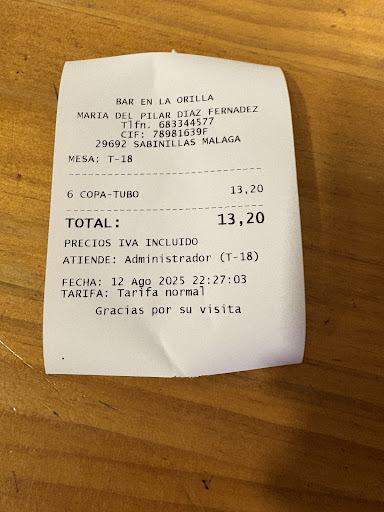 BAR EN LA ORILLA
MARIA DEL PILAR DIAZ FERNADEZ
Tlfn. 683344577
CIF: 78981639F
29692 SABINILLAS MALAGA
MESA: T-18
6 COPA-TUBO 13,20
TOTAL: 13,20
PRECIOS IVA INCLUIDO
ATIENDE: Administrador (T-18)
FECHA: 12 Ago 2025 22:27:03
TARIFA: Tarifa normal
Gracias por su visita
.